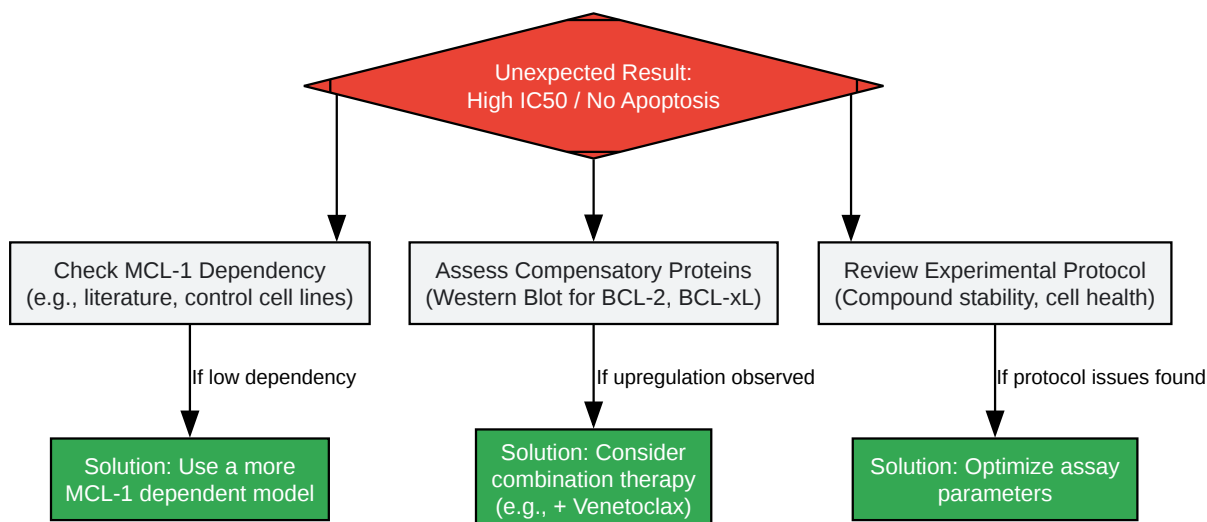 Unexpected Result:
High IC50 / No Apoptosis
Check MCL-1 Dependency
(e.g., literature, control cell lines)
Assess Compensatory Proteins
(Western Blot for BCL-2, BCL-xL)
Review Experimental Protocol
(Compound stability, cell health)
If low dependency
If upregulation observed
If protocol issues found
Solution: Use a more
MCL-1 dependent model
Solution: Consider
combination therapy
(e.g., + Venetoclax)
Solution: Optimize assay
parameters